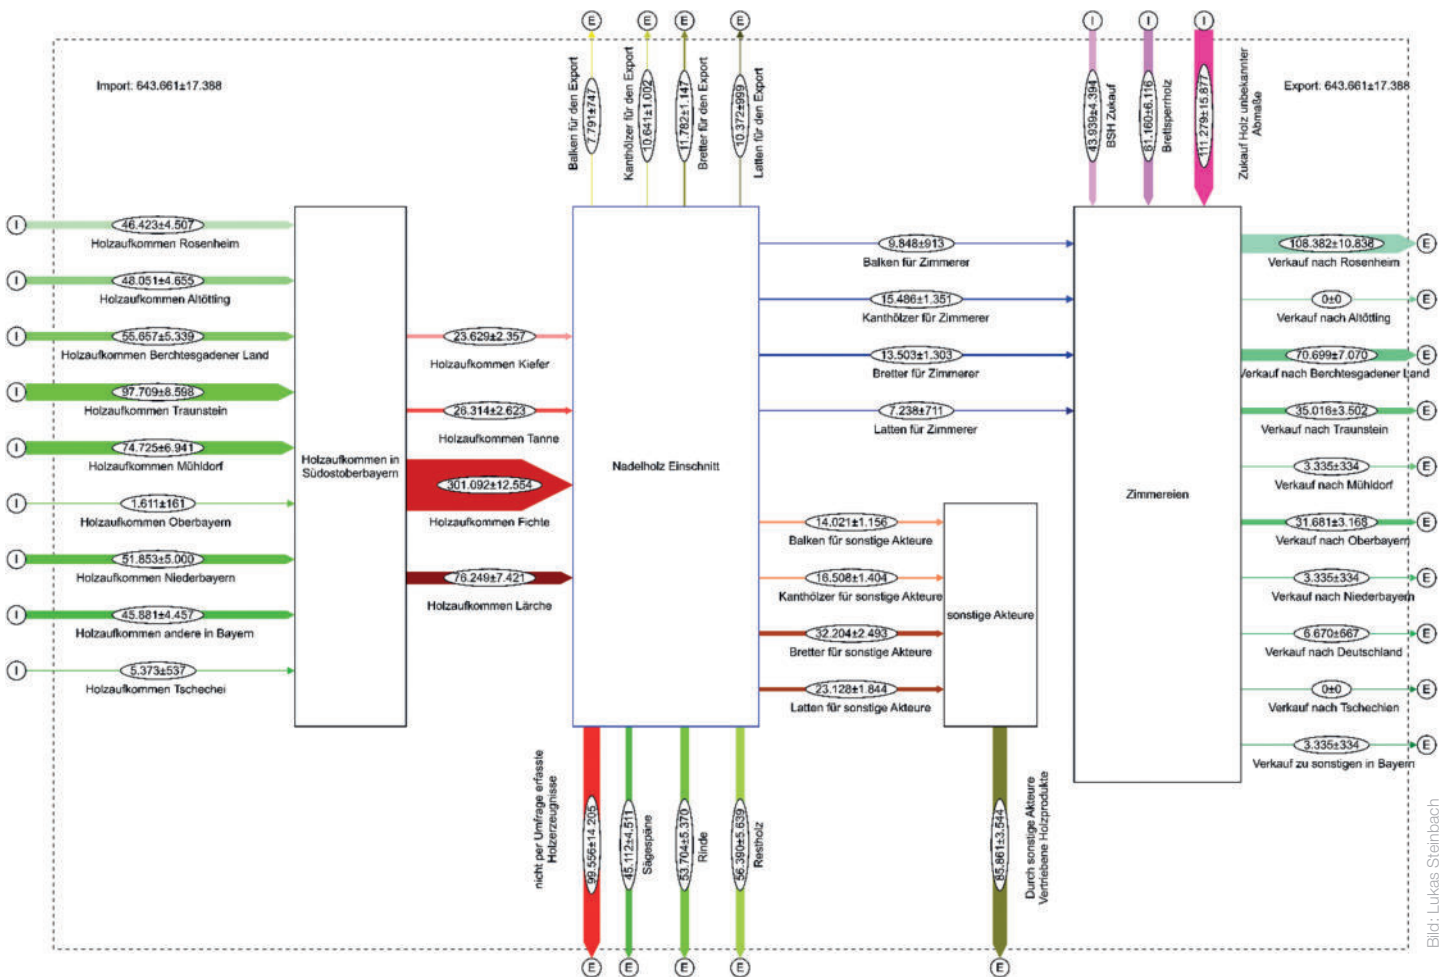 E
E
E
E
I
I
I
Import: 643.661±17.388
Export: 643.661±17.388
Balken für den Export
7.791±747
Kanthölzer für den Export
10.641±1.002
Bretter für den Export
11.782±1.147
Latten für den Export
10.372±999
43.939±4.394
BSH Zukauf
61.160±6.116
Brettsperrholz
111.279±15.877
Zukauf Holz unbekannter
Abmaße
I
46.423±4.507
Holzaufkommen Rosenheim
I
48.051±4.655
Holzaufkommen Altötting
I
55.657±5.339
Holzaufkommen Berchtesgadener Land
I
97.709±8.598
Holzaufkommen Traunstein
I
74.725±6.941
Holzaufkommen Mühldorf
I
1.611±161
Holzaufkommen Oberbayern
I
51.853±5.000
Holzaufkommen Niederbayern
I
45.881±4.457
Holzaufkommen andere in Bayern
I
5.373±537
Holzaufkommen Tschechei
Holzaufkommen in
Südostoberbayern
23.629±2.357
Holzaufkommen Kiefer
26.314±2.623
Holzaufkommen Tanne
301.092±12.554
Holzaufkommen Fichte
76.249±7.421
Holzaufkommen Lärche
Nadelholz Einschnitt
9.848±913
Balken für Zimmerer
15.486±1.351
Kanthölzer für Zimmerer
13.503±1.303
Bretter für Zimmerer
7.238±711
Latten für Zimmerer
14.021±1.156
Balken für sonstige Akteure
16.508±1.404
Kanthölzer für sonstige Akteure
32.204±2.493
Bretter für sonstige Akteure
23.128±1.844
Latten für sonstige Akteure
sonstige Akteure
Zimmereien
108.382±10.838
Verkauf nach Rosenheim
E
0±0
Verkauf nach Altötting
E
70.699±7.070
Verkauf nach Berchtesgadener Land
E
35.016±3.502
Verkauf nach Traunstein
E
3.335±334
Verkauf nach Mühldorf
E
31.681±3.168
Verkauf nach Oberbayern
E
3.335±334
Verkauf nach Niederbayern
E
6.670±667
Verkauf nach Deutschland
E
0±0
Verkauf nach Tschechien
E
3.335±334
Verkauf zu sonstigen in Bayern
E
nicht per Umfrage erfasste
Holzerzeugnisse
99.556±14.205
45.112±4.511
Sägespäne
53.704±5.370
Rinde
56.390±5.639
Restholz
85.861±3.544
Durch sonstige Akteure
Vertriebene Holzprodukte
E
E
E
E
E
Bild: Lukas Steinbach